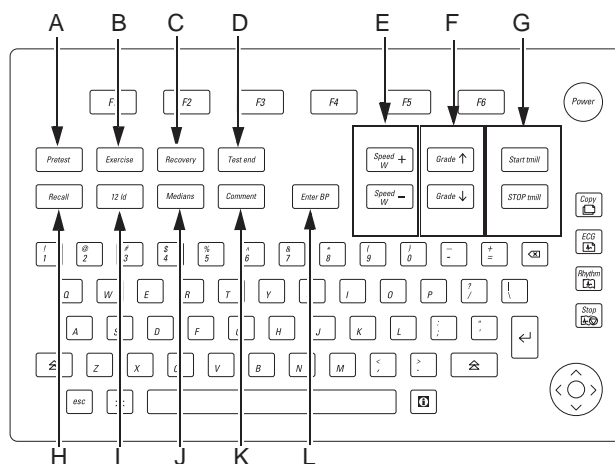 A B C D E F G
F1 F2 F3 F4 F5 F6 Power
Pretest Exercise Recovery Test end Speed W + Grade ↑ Start tmill
Recall 12 ld Medians Comment Enter BP Speed W − Grade ↓ STOP tmill
Copy
! 1 @ 2 # 3 $ 4 % 5 ^ 6 & 7 * 8 ( 9 ) 0 – - + =
ECG
Q W E R T Y U I O P ? / | \
Rhythm
A S D F G H J K L : ; " '
Stop
Z X C V B N M < , > .
esc
H I J K L